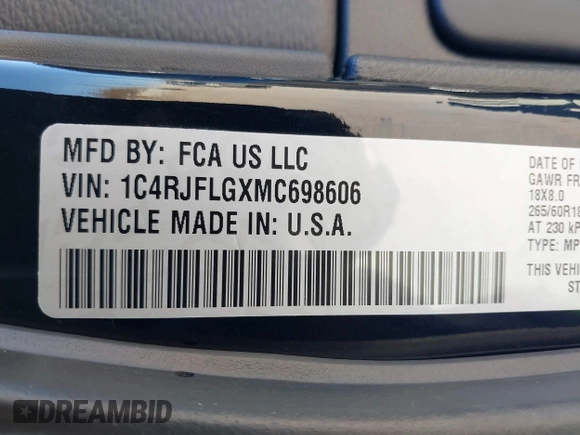 MFD BY: FCA US LLC
VIN: 1C4RJFLGXMC698606
VEHICLE MADE IN: U.S.A.
DATE OF
GAWR FR
18X8.0
265/60R18
AT 230 kP
TYPE: MP
THIS VEHI
ST
DREAMBID